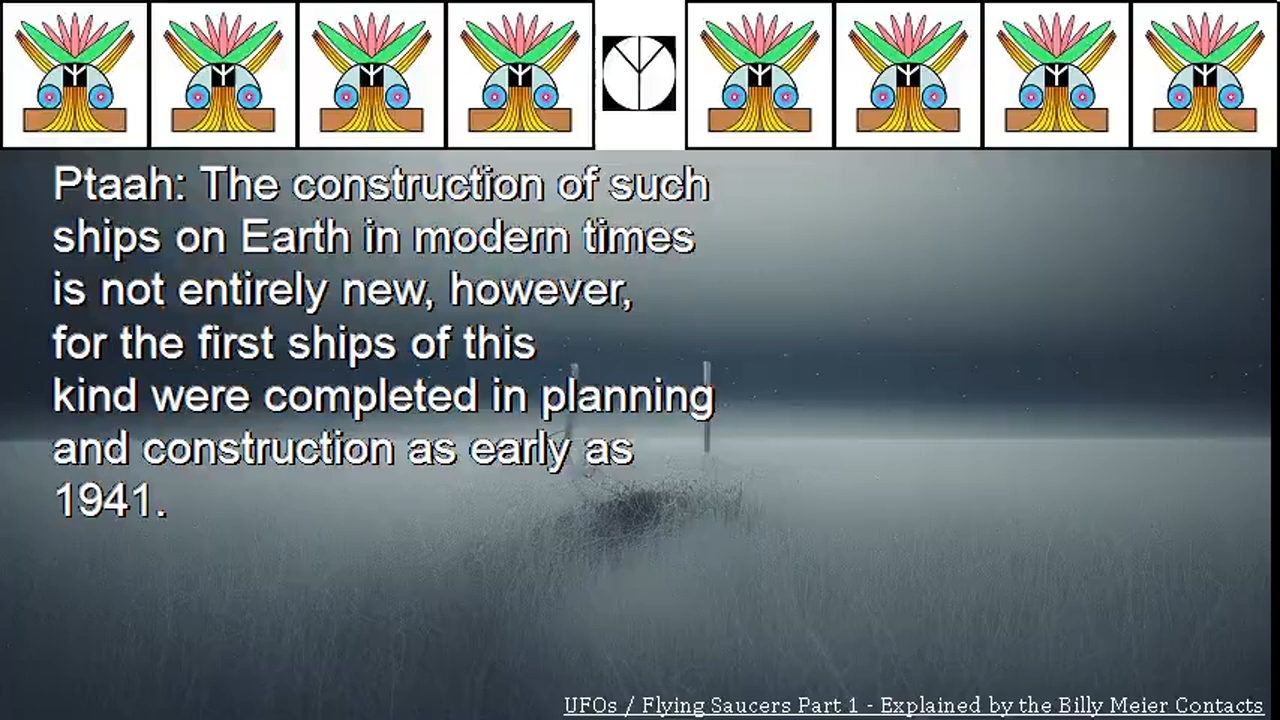 Ptaah: The construction of such
ships on Earth in modern times
is not entirely new, however,
for the first ships of this
kind were completed in planning
and construction as early as
1941.
UFOs / Flying Saucers Part 1 - Explained by the Billy Meier Contacts